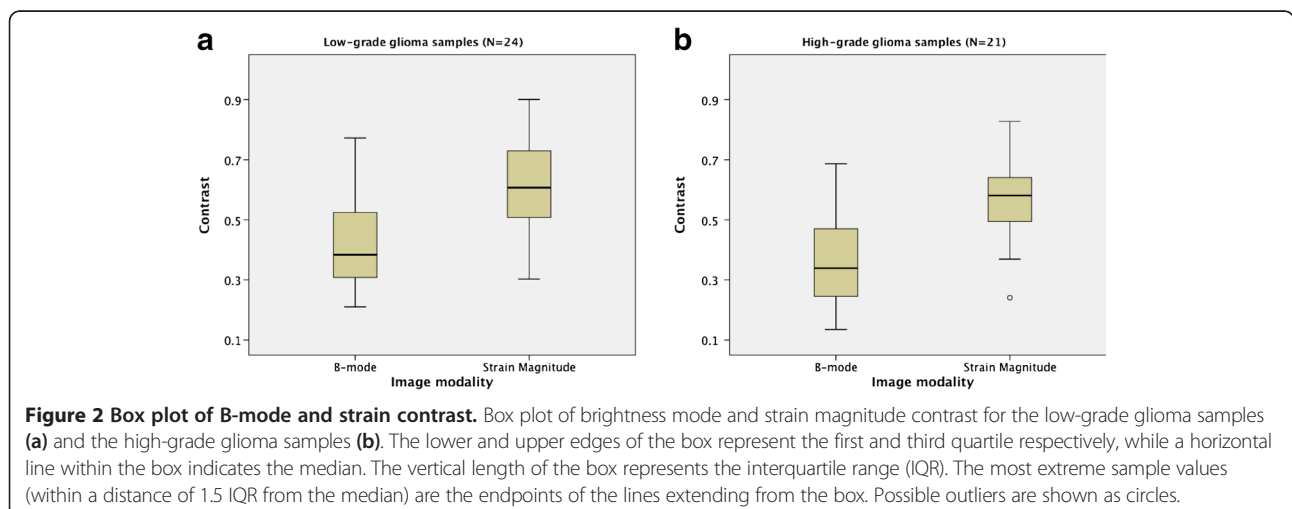 a
Low-grade glioma samples (N=24)
Contrast
0.9
0.7
0.5
0.3
0.1
B-mode
Strain Magnitude
Image modality
b
High-grade glioma samples (N=21)
Contrast
0.9
0.7
0.5
0.3
0.1
B-mode
Strain Magnitude
Image modality
Figure 2 Box plot of B-mode and strain contrast. Box plot of brightness mode and strain magnitude contrast for the low-grade glioma samples
(a) and the high-grade glioma samples (b). The lower and upper edges of the box represent the first and third quartile respectively, while a horizontal
line within the box indicates the median. The vertical length of the box represents the interquartile range (IQR). The most extreme sample values
(within a distance of 1.5 IQR from the median) are the endpoints of the lines extending from the box. Possible outliers are shown as circles.